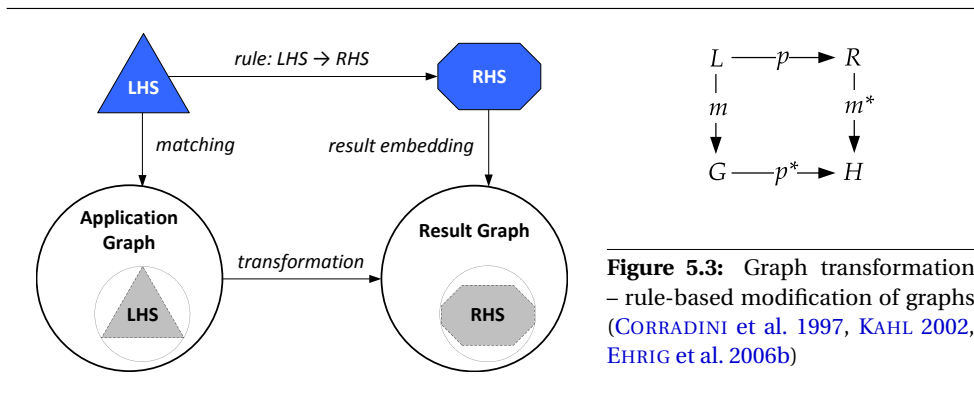 rule: LHS → RHS
LHS
RHS
matching
result embedding
Application
Graph
Result Graph
transformation
LHS
RHS
L p R
m m*
G p* H
Figure 5.3: Graph transformation
– rule-based modification of graphs
(CORRADINI et al. 1997, KAHL 2002,
EHRIG et al. 2006b)